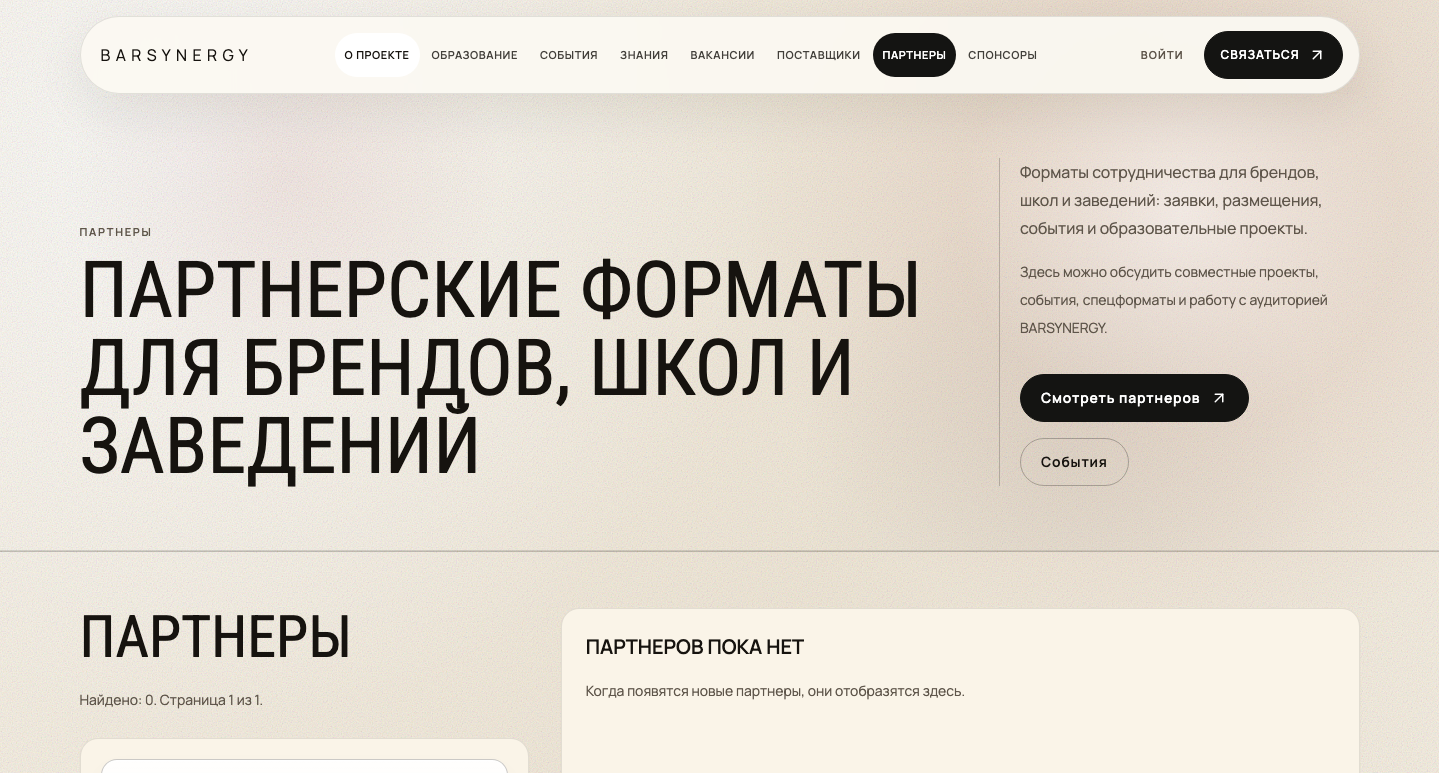 BARSYNERGY
О ПРОЕКТЕ
ОБРАЗОВАНИЕ
СОБЫТИЯ
ЗНАНИЯ
ВАКАНСИИ
ПОСТАВЩИКИ
ПАРТНЕРЫ
СПОНСОРЫ
ВОЙТИ
СВЯЗАТЬСЯ
ПАРТНЕРЫ
ПАРТНЕРСКИЕ ФОРМАТЫ
ДЛЯ БРЕНДОВ, ШКОЛ И
ЗАВЕДЕНИЙ
Форматы сотрудничества для брендов,
школ и заведений: заявки, размещения,
события и образовательные проекты.
Здесь можно обсудить совместные проекты,
события, спецформаты и работу с аудиторией
BARSYNERGY.
Смотреть партнеров
События
ПАРТНЕРЫ
Найдено: 0. Страница 1 из 1.
ПАРТНЕРОВ ПОКА НЕТ
Когда появятся новые партнеры, они отобразятся здесь.